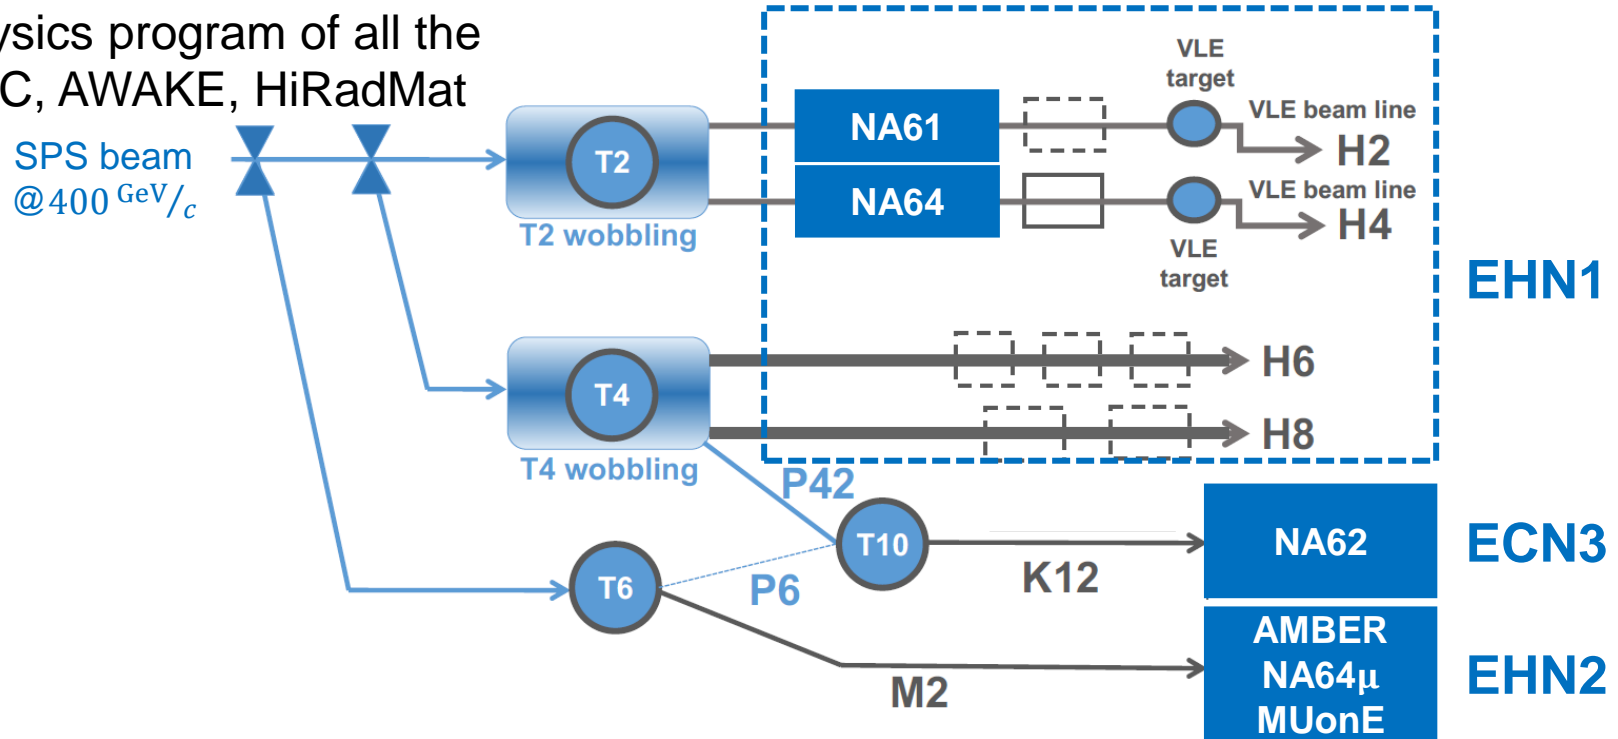 ysics program of all the
C, AWAKE, HiRadMat
SPS beam
@400 GeV/c
T2
T2 wobbling
NA61
NA64
VLE
target
VLE beam line
H2
VLE beam line
H4
VLE
target
EHN1
T4
T4 wobbling
H6
H8
P42
T10
K12
NA62
ECN3
T6
P6
M2
AMBER
NA64μ
MUonE
EHN2